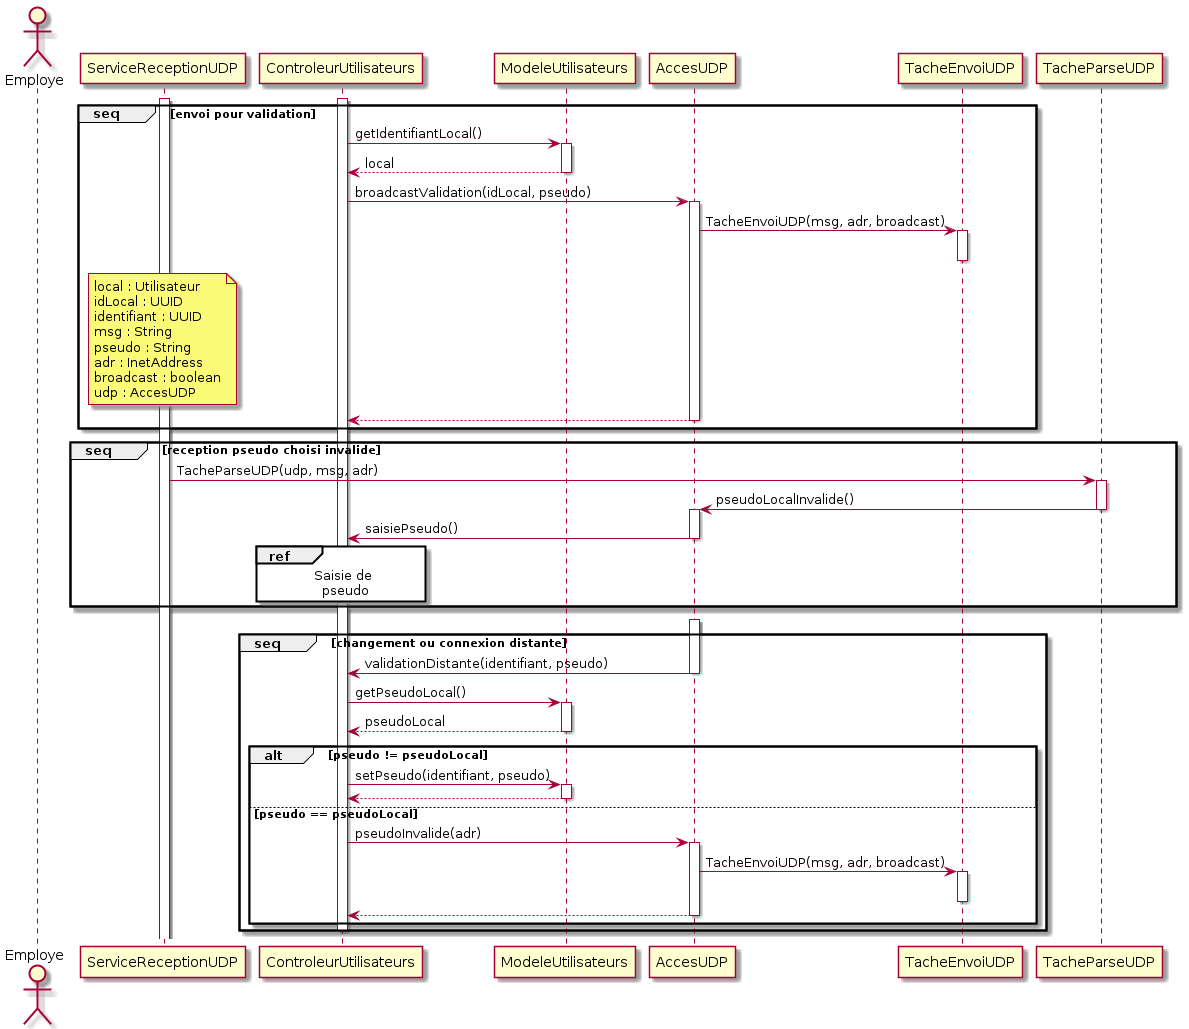 Employe
ServiceReceptionUDP
ControleurUtilisateurs
ModeleUtilisateurs
AccesUDP
TacheEnvoiUDP
TacheParseUDP
seq
[envoi pour validation]
getIdentifiantLocal()
local
broadcastValidation(idLocal, pseudo)
TacheEnvoiUDP(msg, adr, broadcast)
local : Utilisateur
idLocal : UUID
identifiant : UUID
msg : String
pseudo : String
adr : InetAddress
broadcast : boolean
udp : AccesUDP
seq
[reception pseudo choisi invalide]
TacheParseUDP(udp, msg, adr)
pseudoLocalInvalide()
saisiePseudo()
ref
Saisie de
pseudo
seq
[changement ou connexion distante]
validationDistante(identifiant, pseudo)
getPseudoLocal()
pseudoLocal
alt
[pseudo != pseudoLocal]
setPseudo(identifiant, pseudo)
[pseudo == pseudoLocal]
pseudoInvalide(adr)
TacheEnvoiUDP(msg, adr, broadcast)
Employe
ServiceReceptionUDP
ControleurUtilisateurs
ModeleUtilisateurs
AccesUDP
TacheEnvoiUDP
TacheParseUDP